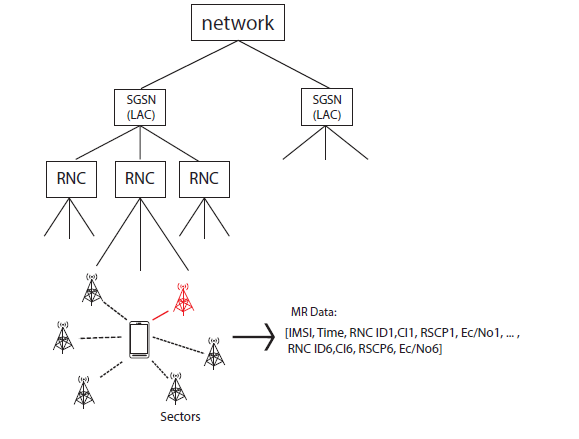 network
SGSN
(LAC)
SGSN
(LAC)
RNC
RNC
RNC
MR Data:
[IMSI, Time, RNC ID1,CI1, RSCP1, Ec/No1, ... ,
RNC ID6,CI6, RSCP6, Ec/No6]
Sectors